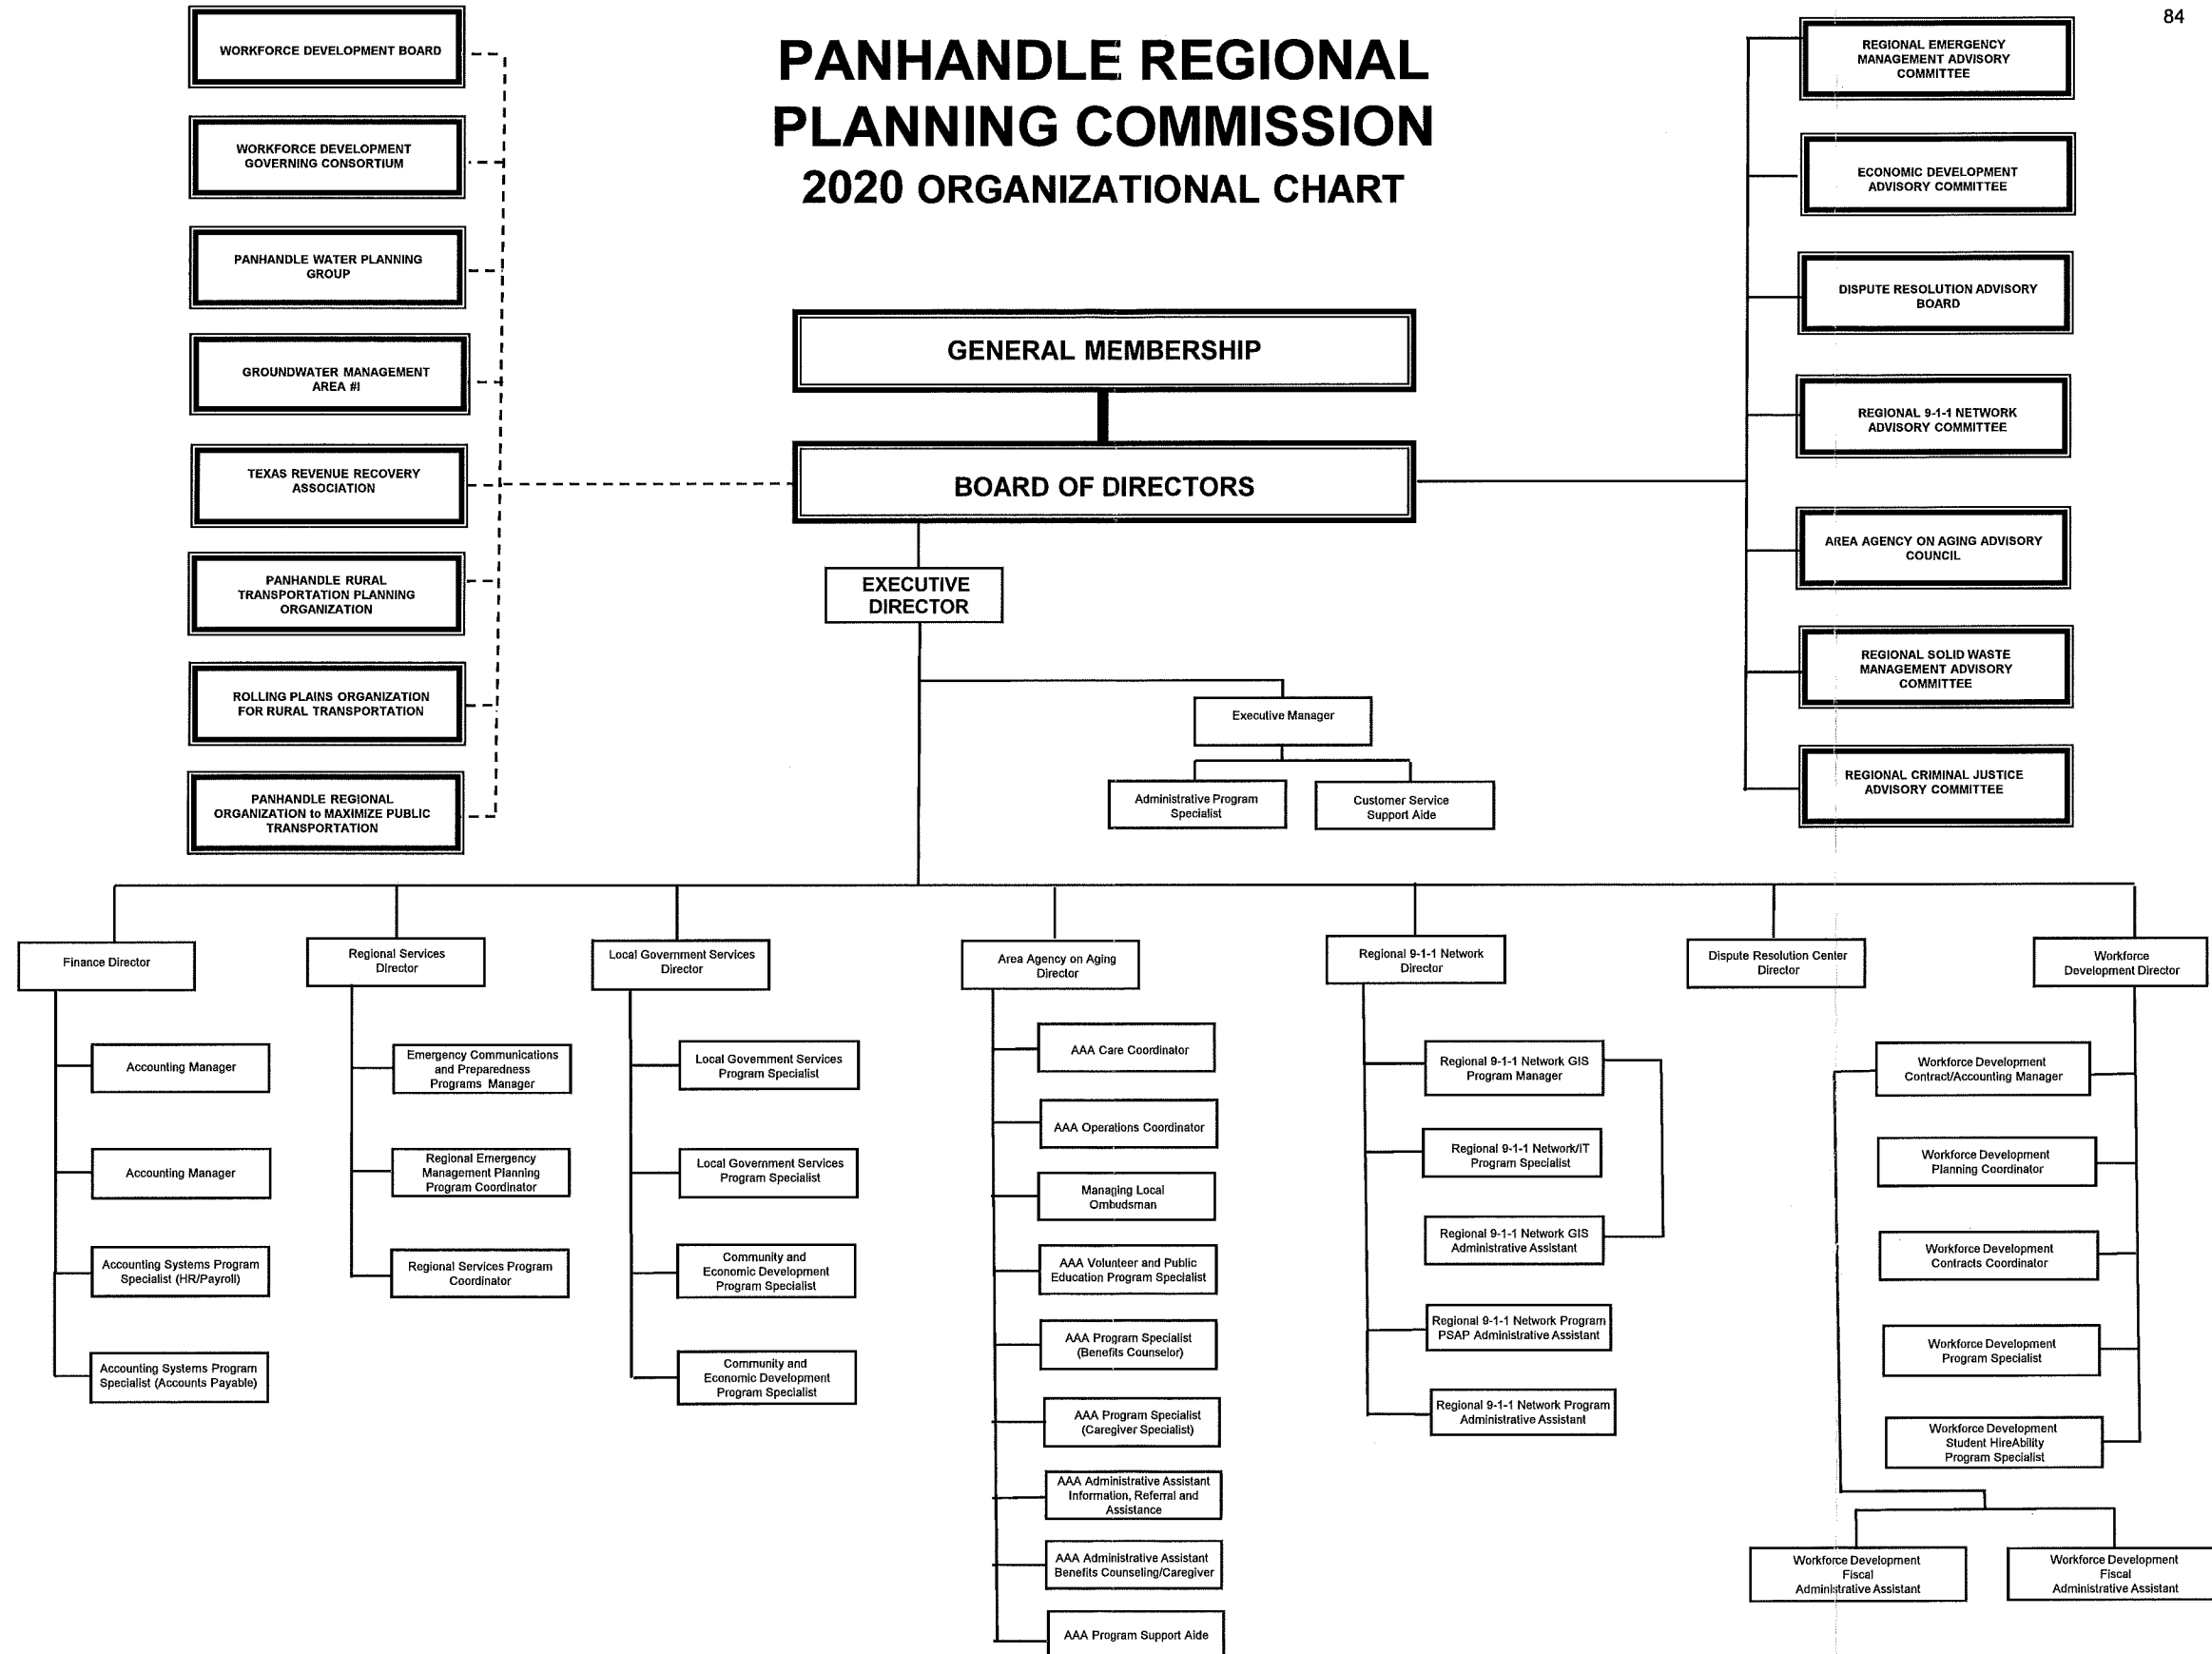 84
PANHANDLE REGIONAL
PLANNING COMMISSION
2020 ORGANIZATIONAL CHART
WORKFORCE DEVELOPMENT BOARD
WORKFORCE DEVELOPMENT
GOVERNING CONSORTIUM
PANHANDLE WATER PLANNING
GROUP
GROUNDWATER MANAGEMENT
AREA #I
TEXAS REVENUE RECOVERY
ASSOCIATION
PANHANDLE RURAL
TRANSPORTATION PLANNING
ORGANIZATION
ROLLING PLAINS ORGANIZATION
FOR RURAL TRANSPORTATION
PANHANDLE REGIONAL
ORGANIZATION to MAXIMIZE PUBLIC
TRANSPORTATION
GENERAL MEMBERSHIP
BOARD OF DIRECTORS
EXECUTIVE
DIRECTOR
Executive Manager
Administrative Program
Specialist
Customer Service
Support Aide
REGIONAL EMERGENCY
MANAGEMENT ADVISORY
COMMITTEE
ECONOMIC DEVELOPMENT
ADVISORY COMMITTEE
DISPUTE RESOLUTION ADVISORY
BOARD
REGIONAL 9-1-1 NETWORK
ADVISORY COMMITTEE
AREA AGENCY ON AGING ADVISORY
COUNCIL
REGIONAL SOLID WASTE
MANAGEMENT ADVISORY
COMMITTEE
REGIONAL CRIMINAL JUSTICE
ADVISORY COMMITTEE
Finance Director
Accounting Manager
Accounting Manager
Accounting Systems Program
Specialist (HR/Payroll)
Accounting Systems Program
Specialist (Accounts Payable)
Regional Services
Director
Emergency Communications
and Preparedness
Programs Manager
Regional Emergency
Management Planning
Program Coordinator
Regional Services Program
Coordinator
Local Government Services
Director
Local Government Services
Program Specialist
Local Government Services
Program Specialist
Community and
Economic Development
Program Specialist
Community and
Economic Development
Program Specialist
Area Agency on Aging
Director
AAA Care Coordinator
AAA Operations Coordinator
Managing Local
Ombudsman
AAA Volunteer and Public
Education Program Specialist
AAA Program Specialist
(Benefits Counselor)
AAA Program Specialist
(Caregiver Specialist)
AAA Administrative Assistant
Information, Referral and
Assistance
AAA Administrative Assistant
Benefits Counseling/Caregiver
AAA Program Support Aide
Regional 9-1-1 Network
Director
Regional 9-1-1 Network GIS
Program Manager
Regional 9-1-1 Network/IT
Program Specialist
Regional 9-1-1 Network GIS
Administrative Assistant
Regional 9-1-1 Network Program
PSAP Administrative Assistant
Regional 9-1-1 Network Program
Administrative Assistant
Dispute Resolution Center
Director
Workforce
Development Director
Workforce Development
Contract/Accounting Manager
Workforce Development
Planning Coordinator
Workforce Development
Contracts Coordinator
Workforce Development
Program Specialist
Workforce Development
Student HireAbility
Program Specialist
Workforce Development
Fiscal
Administrative Assistant
Workforce Development
Fiscal
Administrative Assistant